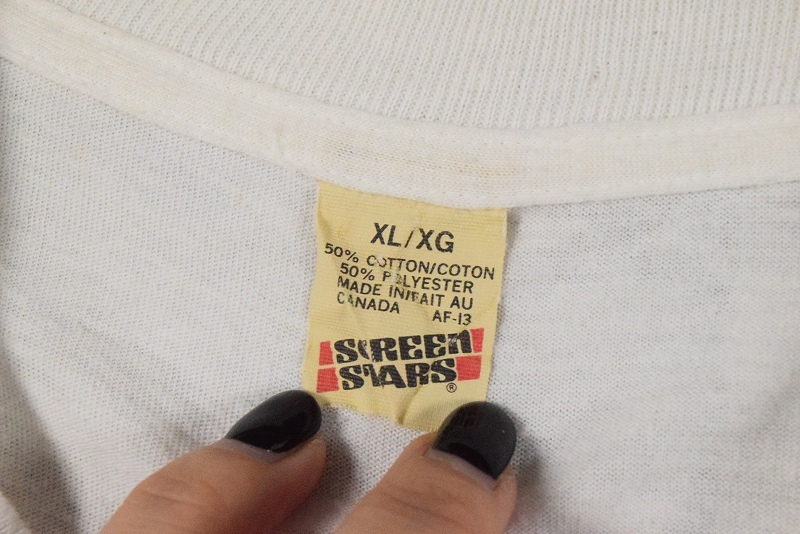 XL/XG
50% COTTON/COTON
50% POLYESTER
MADE IN/FAIT AU
CANADA AF-13
SCREEN
STARS®